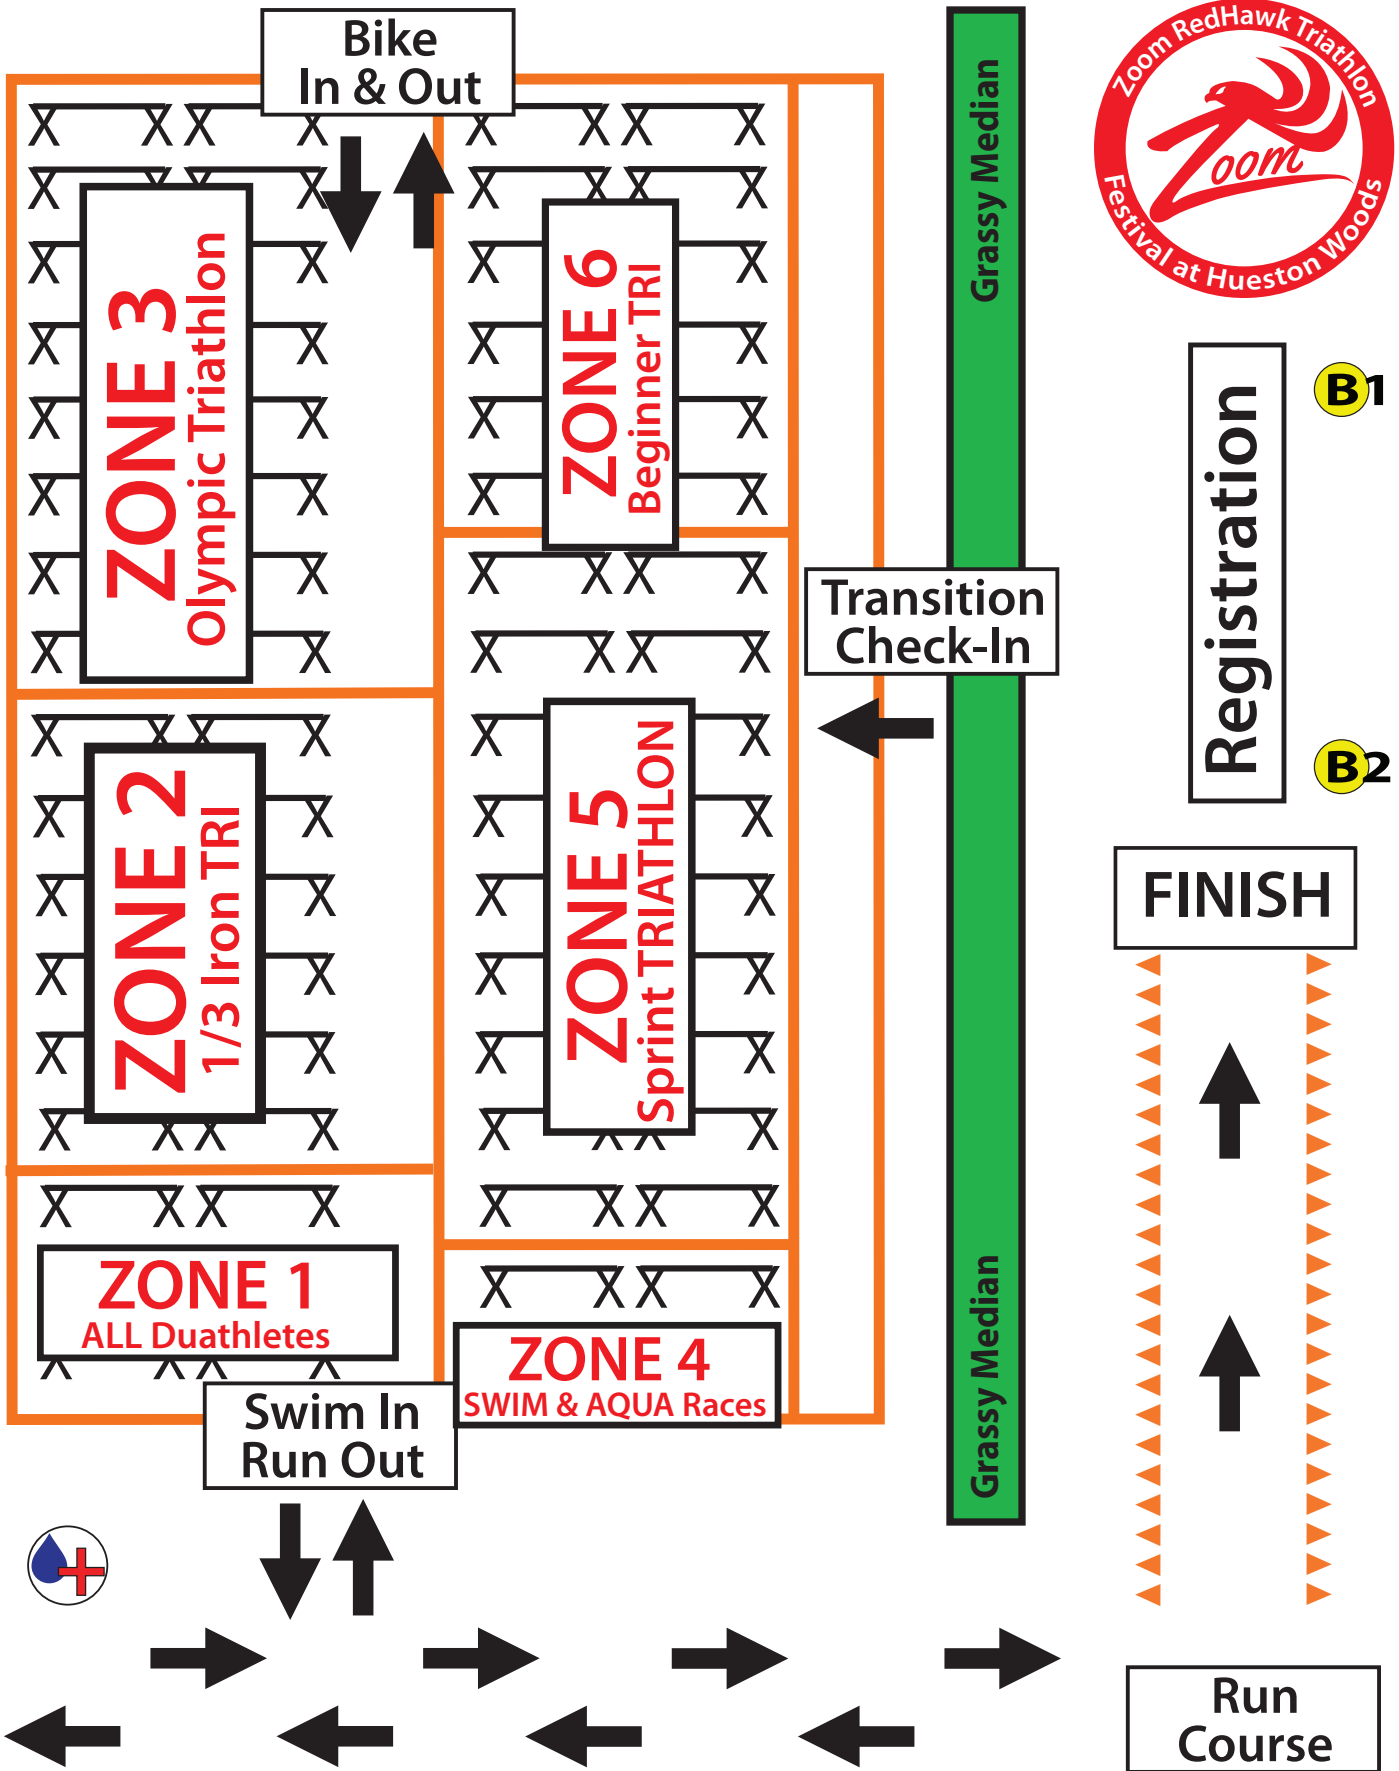 Bike
In & Out
Zoom RedHawk Triathlon
Zoom
Festival at Hueston Woods
Grassy Median
ZONE 3
Olympic Triathlon
ZONE 6
Beginner TRI
Registration
B1
B2
Transition
Check-In
ZONE 2
1/3 Iron TRI
ZONE 5
Sprint TRIATHLON
FINISH
ZONE 1
ALL Duathletes
ZONE 4
SWIM & AQUA Races
Grassy Median
Swim In
Run Out
Run
Course